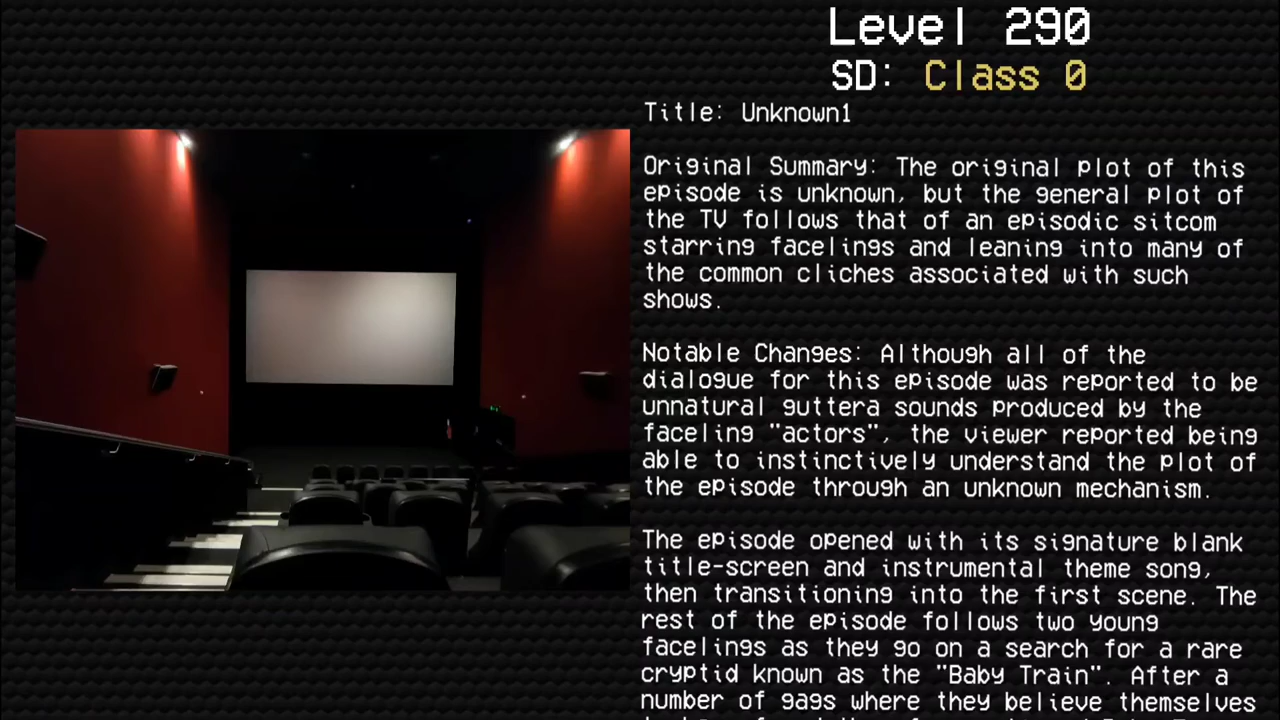 Level 290
SD: Class 0
Title: Unknown1
Original Summary: The original plot of this
episode is unknown, but the general plot of
the TV follows that of an episodic sitcom
starring facelings and leaning into many of
the common cliches associated with such
shows.
Notable Changes: Although all of the
dialogue for this episode was reported to be
unnatural guttera sounds produced by the
faceling "actors", the viewer reported being
able to instinctively understand the plot of
the episode through an unknown mechanism.
The episode opened with its signature blank
title-screen and instrumental theme song,
then transitioning into the first scene. The
rest of the episode follows two young
facelings as they go on a search for a rare
cryptid known as the "Baby Train". After a
number of gags where they believe themselves